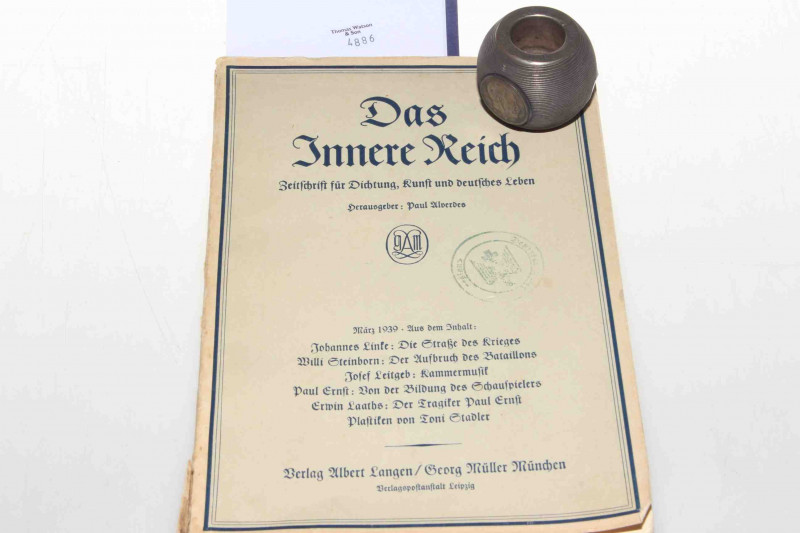 Thomas Watson
& Son
4886
Das
Innere Reich
Zeitschrift für Dichtung, Kunst und deutsches Leben
Herausgeber: Paul Alverdes
März 1939 · Aus dem Inhalt:
Johannes Linke: Die Straße des Krieges
Willi Steinborn: Der Aufbruch des Bataillons
Josef Leitgeb: Kammermusik
Paul Ernst: Von der Bildung des Schauspielers
Erwin Laaths: Der Tragiker Paul Ernst
Plastiken von Toni Stadler
Verlag Albert Langen / Georg Müller München
Verlagspostanstalt Leipzig